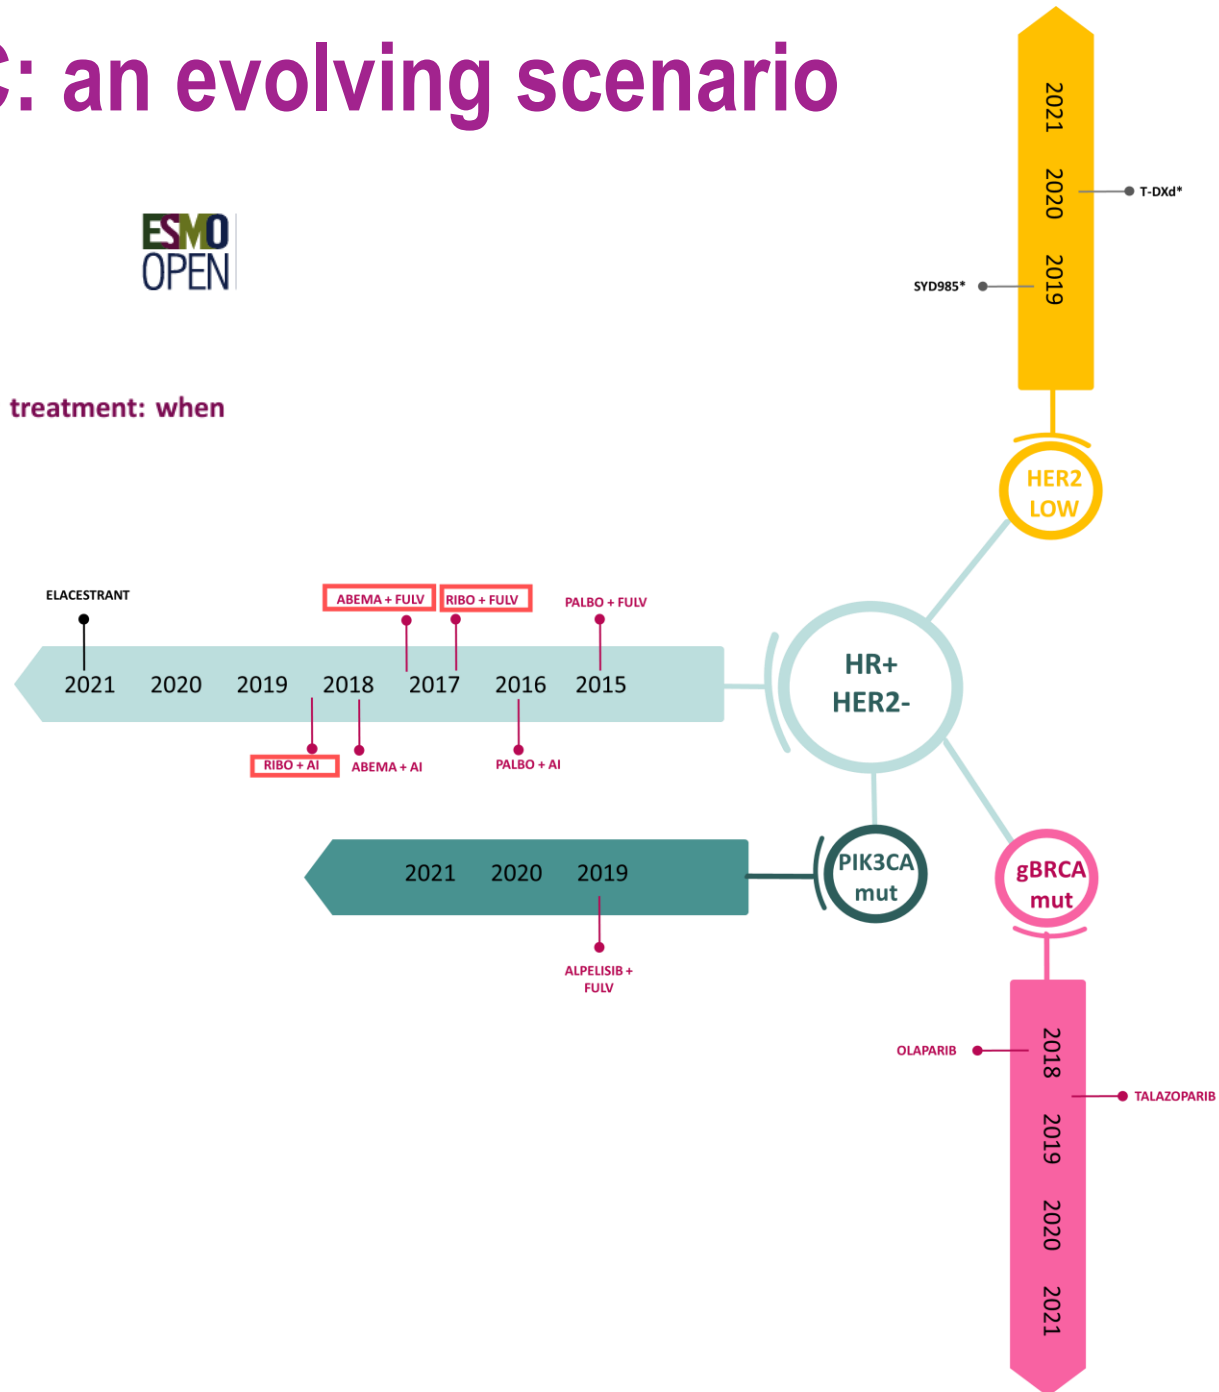 C: an evolving scenario
ESMO
OPEN
treatment: when
2021
2020
2019
T-DXd*
SYD985*
HER2
LOW
ELACESTRANT
ABEMA + FULV
RIBO + FULV
PALBO + FULV
2021 2020 2019 2018 2017 2016 2015
RIBO + AI
ABEMA + AI
PALBO + AI
HR+
HER2-
2021 2020 2019
ALPELISIB +
FULV
PIK3CA
mut
gBRCA
mut
OLAPARIB
2018
TALAZOPARIB
2019
2020
2021